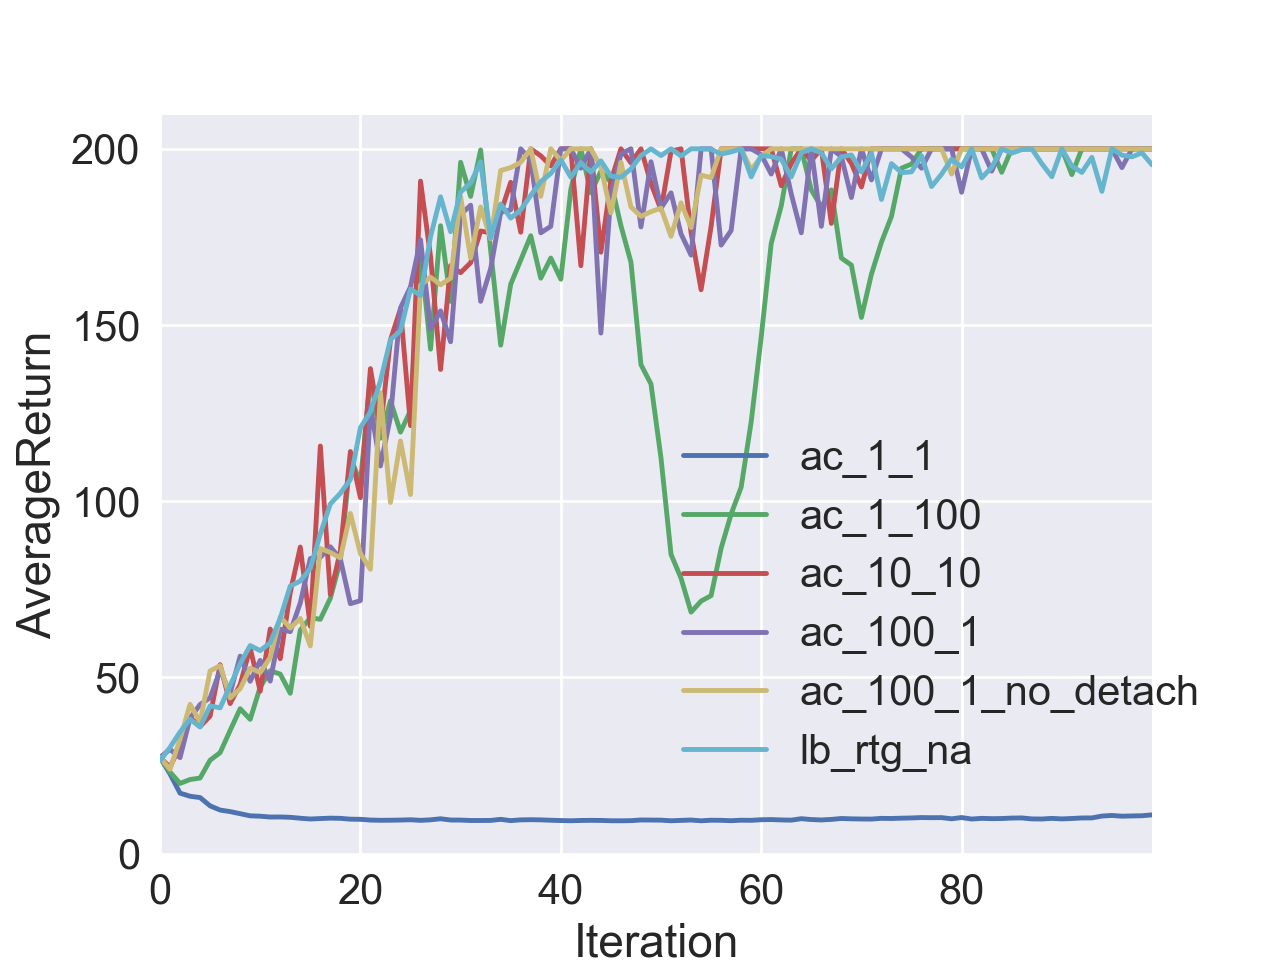 200
150
100
50
0
0 20 40 60 80
AverageReturn
Iteration
ac_1_1
ac_1_100
ac_10_10
ac_100_1
ac_100_1_no_detach
lb_rtg_na